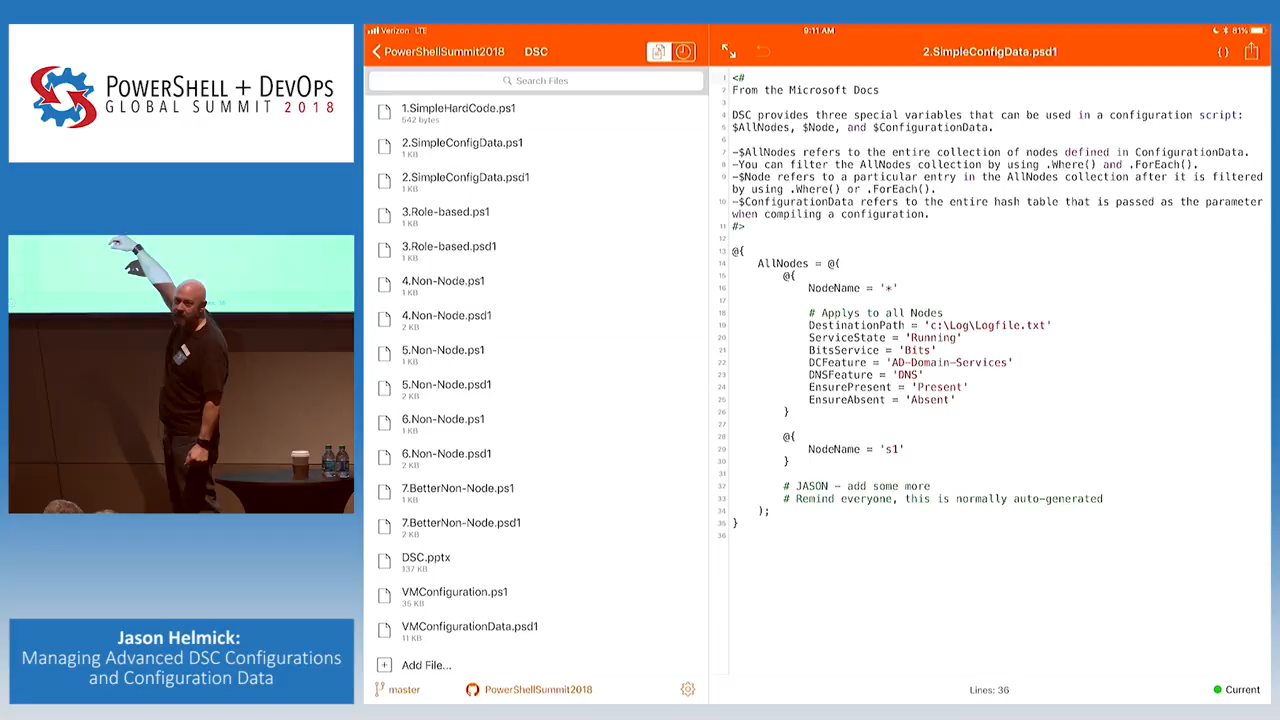 POWERSHELL + DEVOPS
GLOBAL SUMMIT 2018
Jason Helmick:
Managing Advanced DSC Configurations
and Configuration Data
Verizon LTE
9:11 AM
81%
PowerShellSummit2018
DSC
Search Files
1.SimpleHardCode.ps1
542 bytes
2.SimpleConfigData.ps1
1 KB
2.SimpleConfigData.psd1
1 KB
3.Role-based.ps1
1 KB
3.Role-based.psd1
1 KB
4.Non-Node.ps1
1 KB
4.Non-Node.psd1
2 KB
5.Non-Node.ps1
1 KB
5.Non-Node.psd1
2 KB
6.Non-Node.ps1
1 KB
6.Non-Node.psd1
2 KB
7.BetterNon-Node.ps1
1 KB
7.BetterNon-Node.psd1
2 KB
DSC.pptx
137 KB
VMConfiguration.ps1
35 KB
VMConfigurationData.psd1
11 KB
Add File...
master
PowerShellSummit2018
2.SimpleConfigData.psd1
{ }
1 <#
2 From the Microsoft Docs
3
4 DSC provides three special variables that can be used in a configuration script:
5 $AllNodes, $Node, and $ConfigurationData.
6
7 -$AllNodes refers to the entire collection of nodes defined in ConfigurationData.
8 -You can filter the AllNodes collection by using .Where() and .ForEach().
9 -$Node refers to a particular entry in the AllNodes collection after it is filtered
by using .Where() or .ForEach().
10 -$ConfigurationData refers to the entire hash table that is passed as the parameter
when compiling a configuration.
11 #>
12
13 @{
14 AllNodes = @(
15 @{
16 NodeName = '*'
17
18 # Applys to all Nodes
19 DestinationPath = 'c:\Log\Logfile.txt'
20 ServiceState = 'Running'
21 BitsService = 'Bits'
22 DCFeature = 'AD-Domain-Services'
23 DNSFeature = 'DNS'
24 EnsurePresent = 'Present'
25 EnsureAbsent = 'Absent'
26 }
27
28 @{
29 NodeName = 's1'
30 }
31
32 # JASON - add some more
33 # Remind everyone, this is normally auto-generated
34 );
35 }
36
Lines: 36
Current